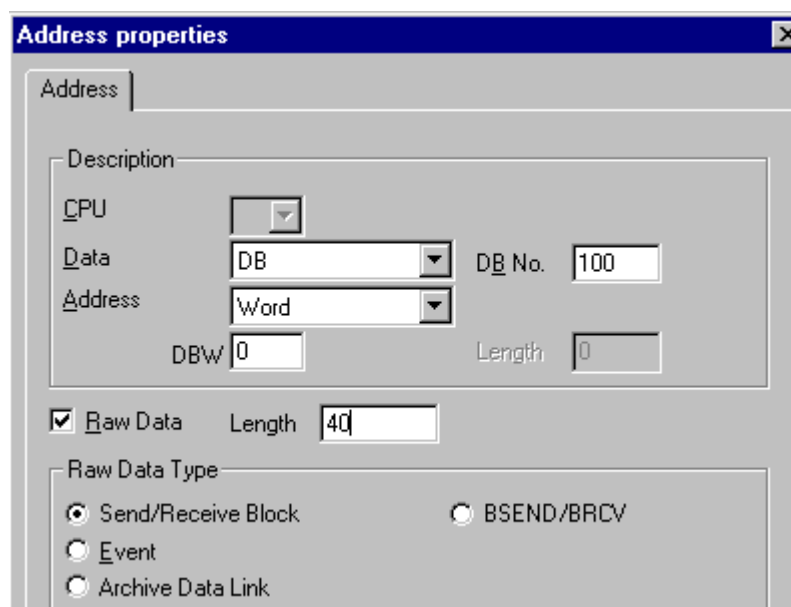 Address properties
Address
Description
CPU
Data DB DB No. 100
Address Word
DBW 0 Length 0
Raw Data Length 40
Raw Data Type
Send/Receive Block BSEND/BRCV
Event
Archive Data Link